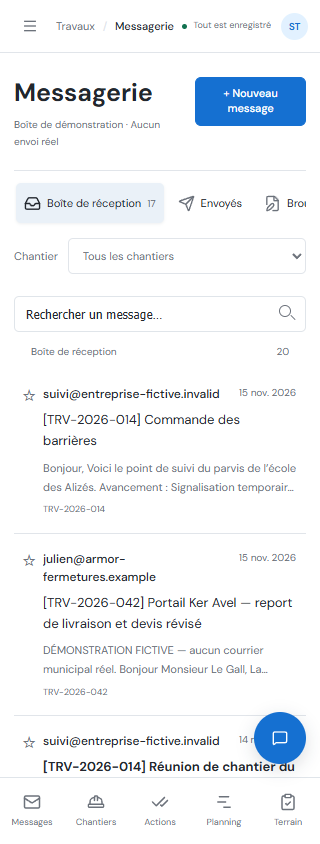 Travaux / Messagerie Tout est enregistré ST
Messagerie
+ Nouveau
message
Boîte de démonstration · Aucun
envoi réel
Boîte de réception 17 Envoyés
Chantier Tous les chantiers
Rechercher un message...
Boîte de réception 20
suivi@entreprise-fictive.invalid 15 nov. 2026
[TRV-2026-014] Commande des
barrières
Bonjour, Voici le point de suivi du parvis de l'école
des Alizés. Avancement : Signalisation temporair...
TRV-2026-014
julien@armor-
fermetures.example 15 nov. 2026
[TRV-2026-042] Portail Ker Avel — report
de livraison et devis révisé
DÉMONSTRATION FICTIVE — aucun courrier
municipal réel. Bonjour Monsieur Le Gall, La...
TRV-2026-042
suivi@entreprise-fictive.invalid 14
[TRV-2026-014] Réunion de chantier du
Messages Chantiers Actions Planning Terrain